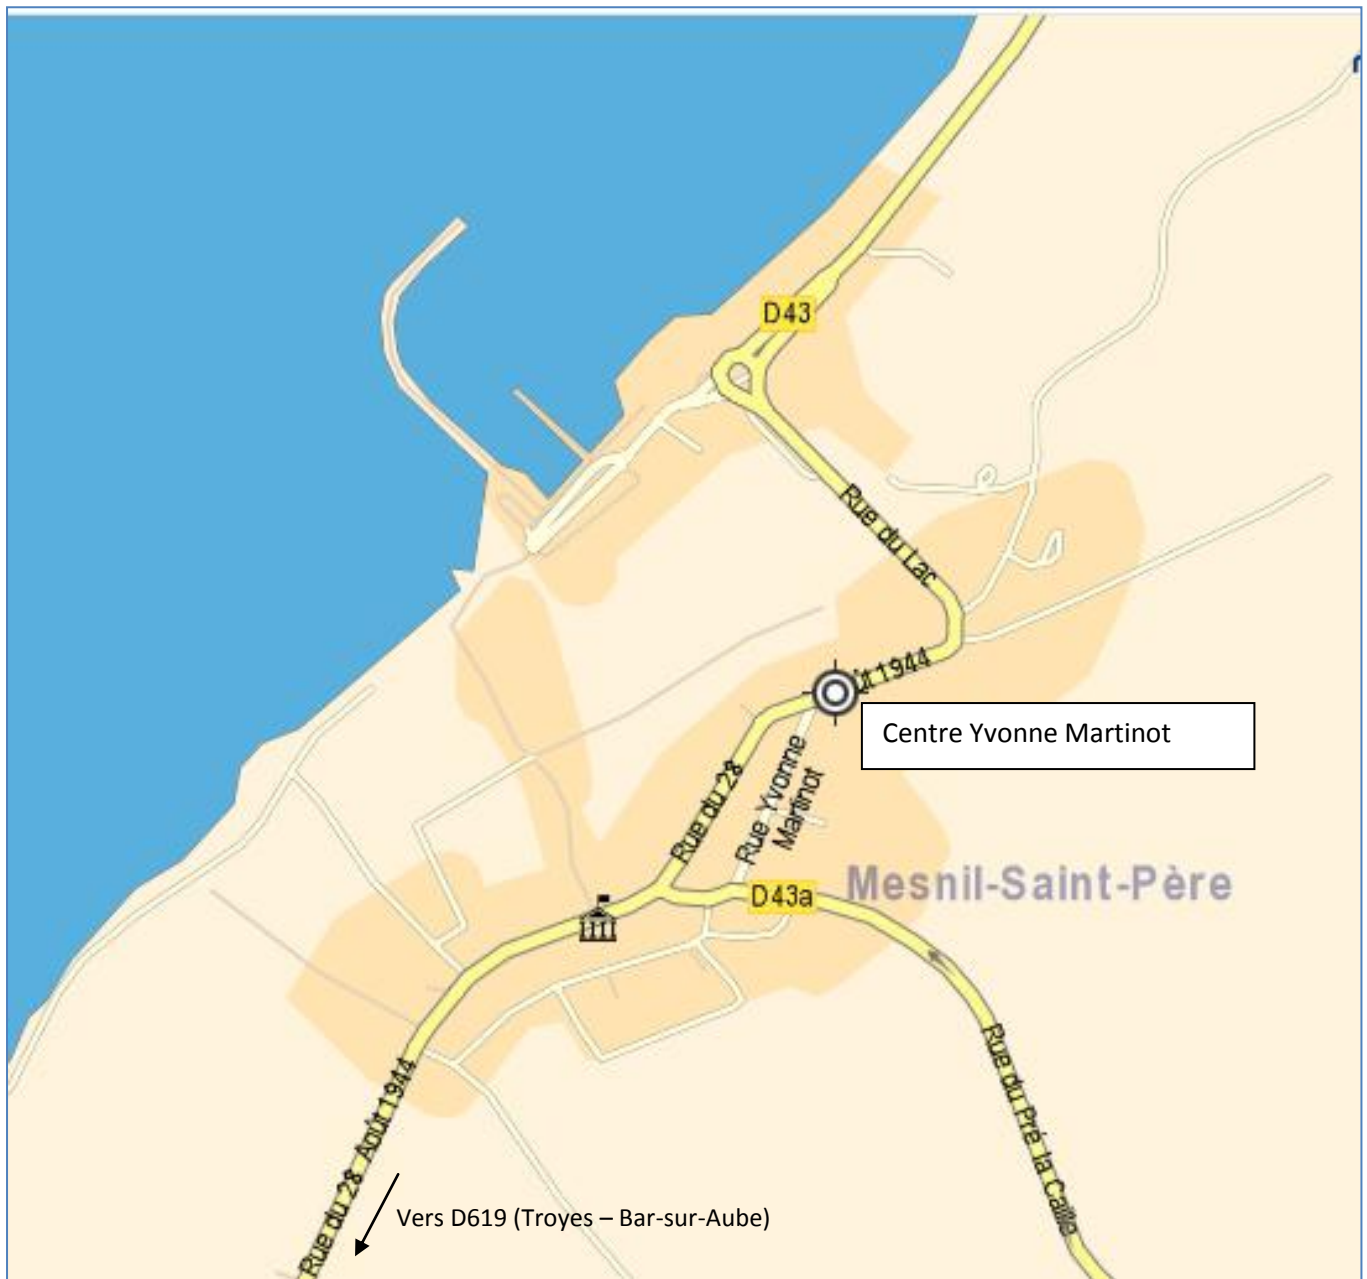 D43
Rue du Lac
ût 1944
Centre Yvonne Martinot
Rue du 28
Rue Yvonne
Martinot
Mesnil-Saint-Père
D43a
Rue du Pré la Caille
Rue du 28 Août 1944
Vers D619 (Troyes – Bar-sur-Aube)